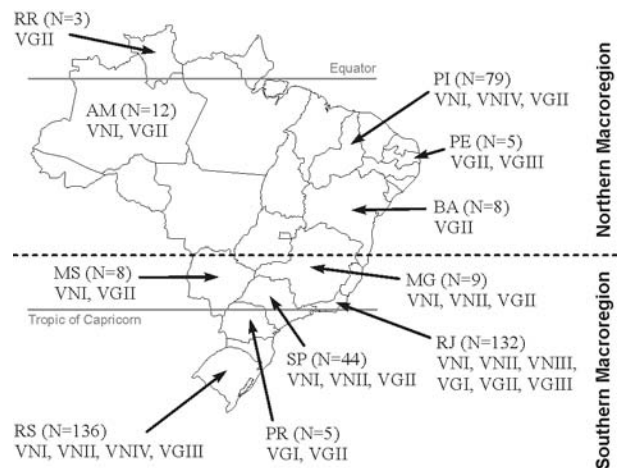 RR (N=3)
VGII
Equator
AM (N=12)
VNI, VGII
PI (N=79)
VNI, VNIV, VGII
PE (N=5)
VGII, VGIII
BA (N=8)
VGII
Northern Macroregion
MS (N=8)
VNI, VGII
MG (N=9)
VNI, VNII, VGII
Tropic of Capricorn
SP (N=44)
VNI, VNII, VGII
RJ (N=132)
VNI, VNII, VNIII,
VGI, VGII, VGIII
RS (N=136)
VNI, VNII, VNIV, VGIII
PR (N=5)
VGI, VGII
Southern Macroregion